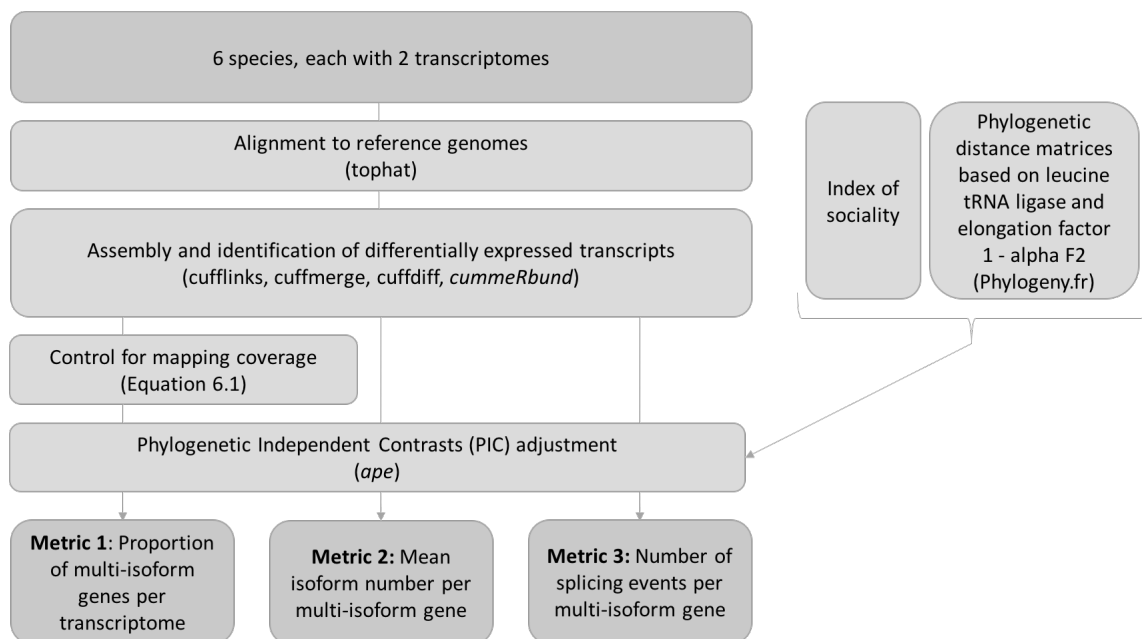 6 species, each with 2 transcriptomes
Alignment to reference genomes
(tophat)
Assembly and identification of differentially expressed transcripts
(cufflinks, cuffmerge, cuffdiff, cummeRbund)
Index of
sociality
Phylogenetic
distance matrices
based on leucine
tRNA ligase and
elongation factor
1 - alpha F2
(Phylogeny.fr)
Control for mapping coverage
(Equation 6.1)
Phylogenetic Independent Contrasts (PIC) adjustment
(ape)
Metric 1: Proportion
of multi-isoform
genes per
transcriptome
Metric 2: Mean
isoform number per
multi-isoform gene
Metric 3: Number of
splicing events per
multi-isoform gene